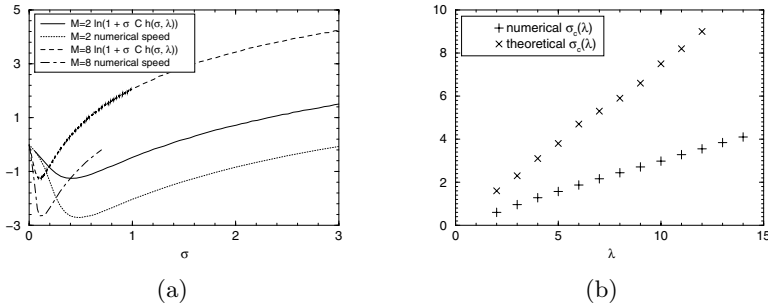 5
3
1
−1
−3
0
1
2
3
σ
M=2 ln(1 + σ C h(σ, λ))
M=2 numerical speed
M=8 ln(1 + σ C h(σ, λ))
M=8 numerical speed
(a)
10
8
6
4
2
0
0
5
10
15
λ
numerical σc(λ)
theoretical σc(λ)
(b)